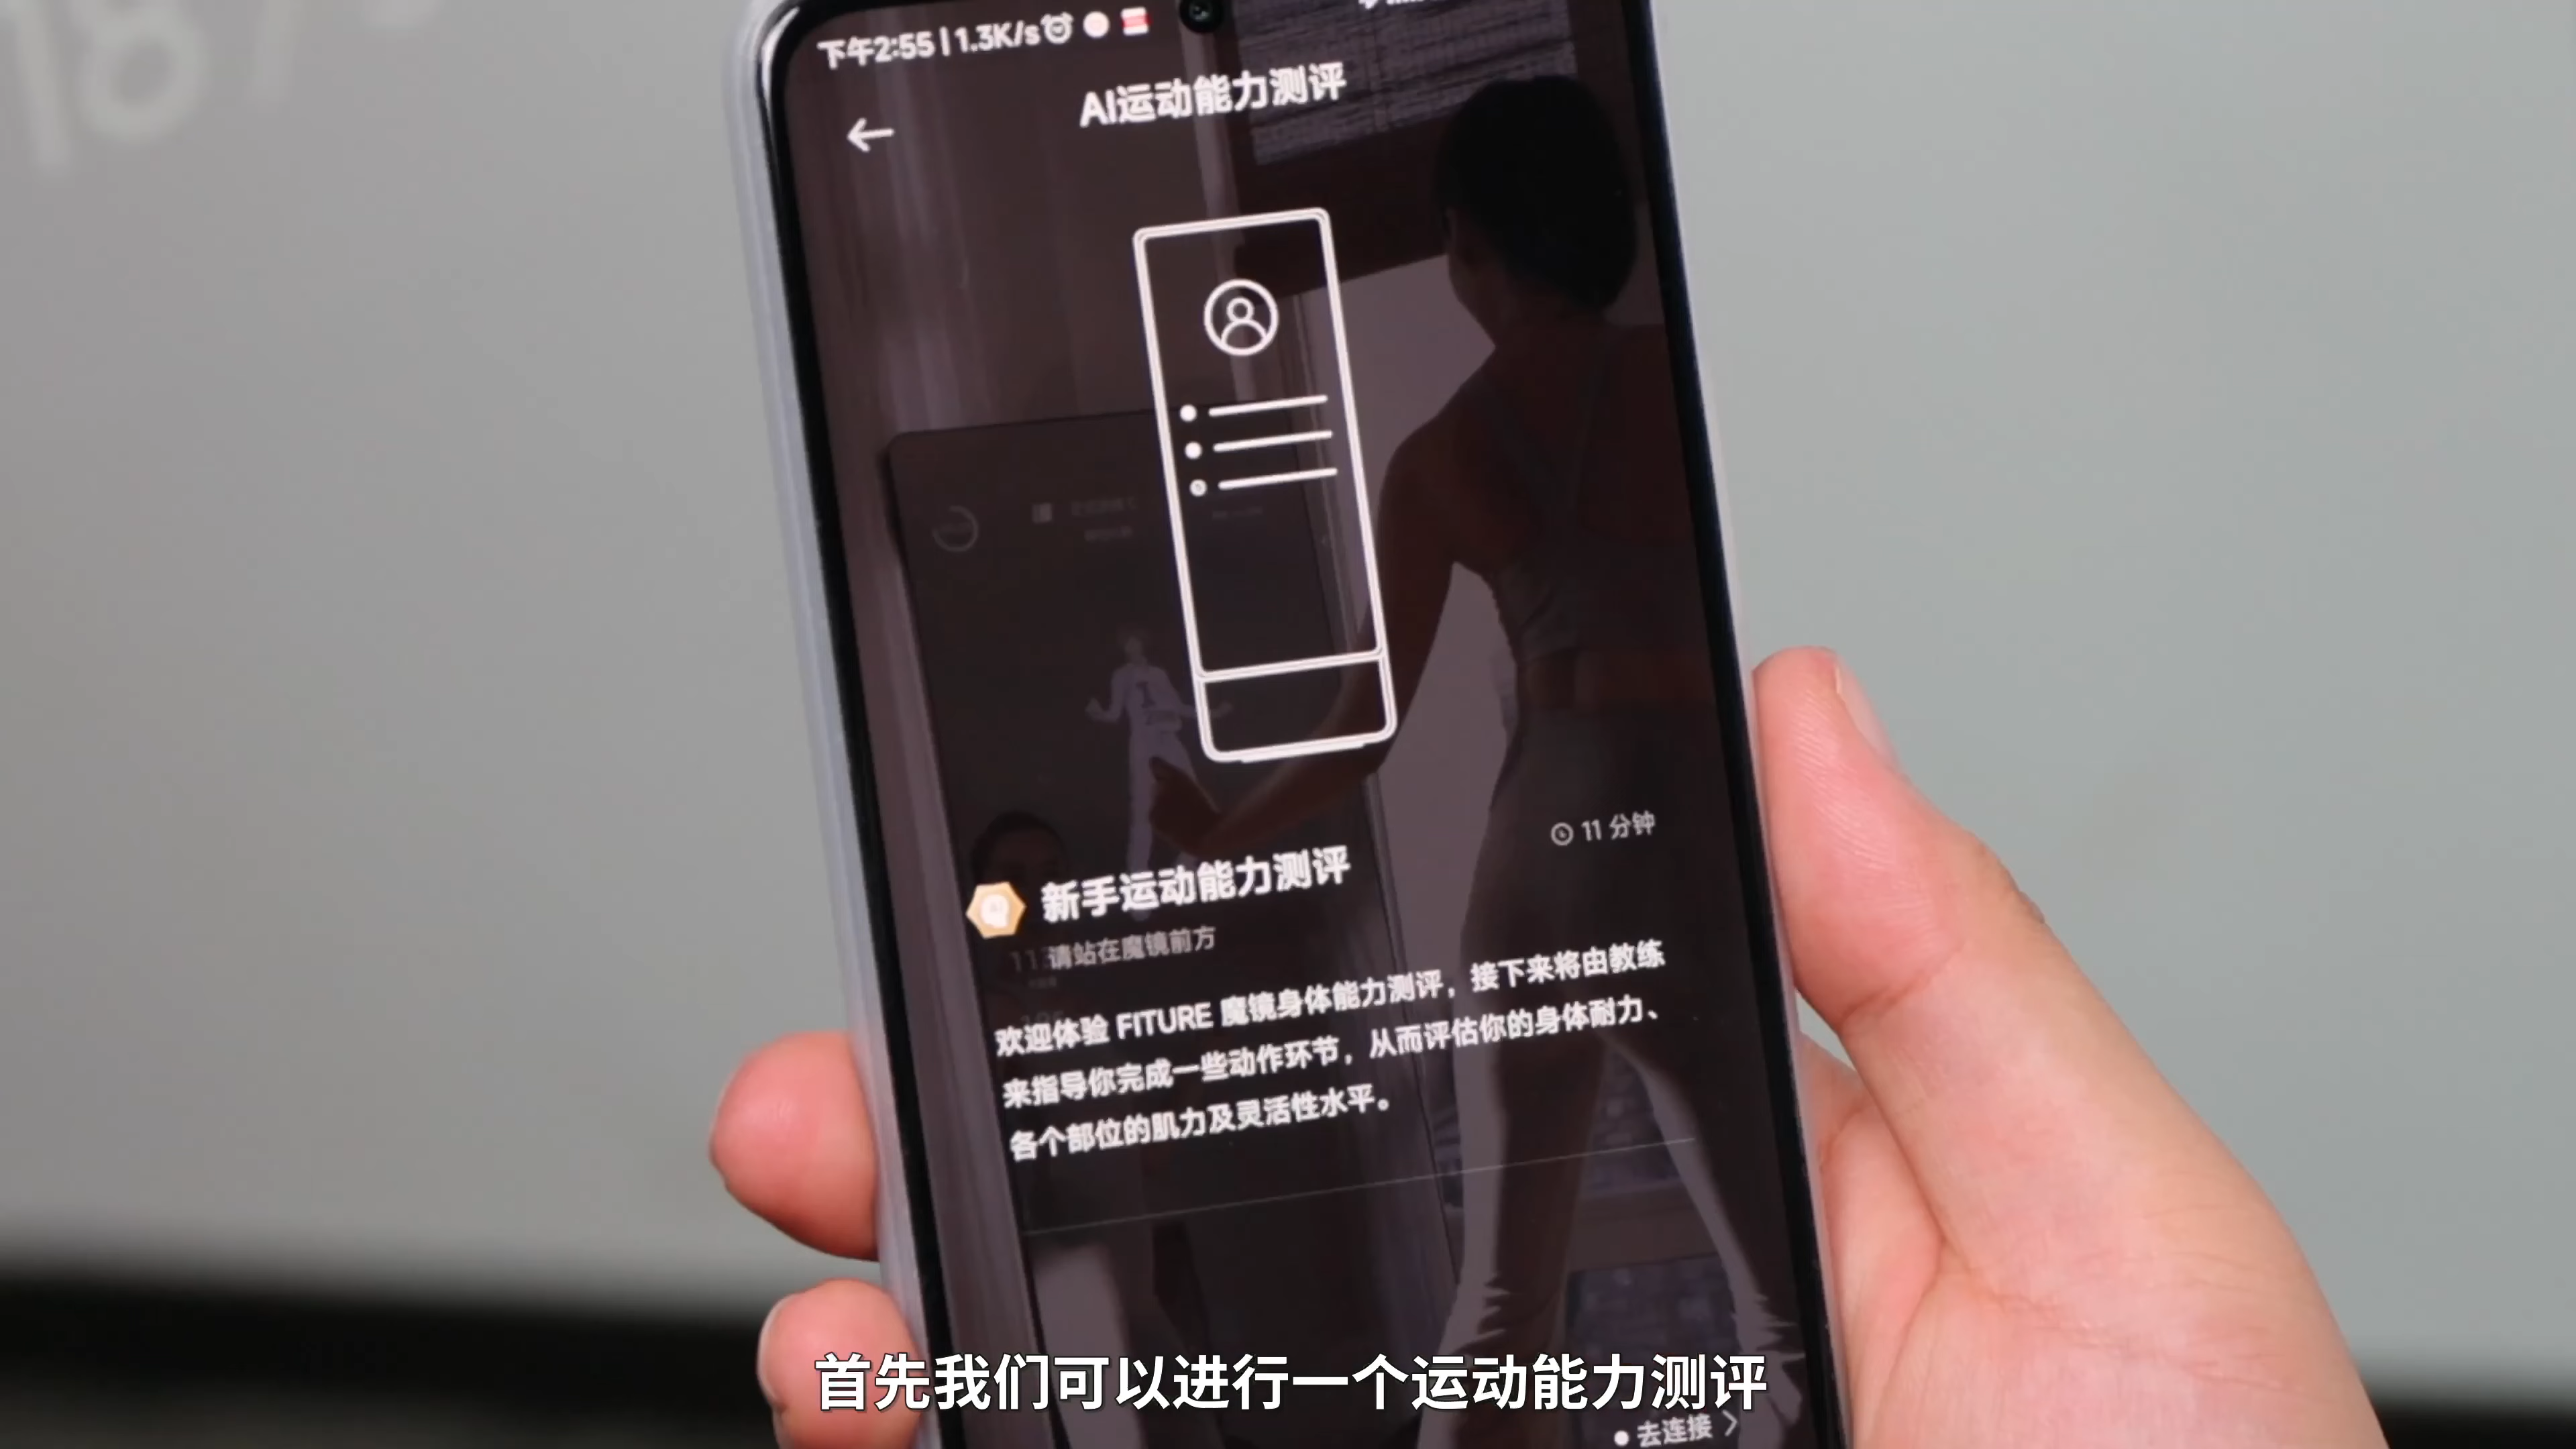 下午2:55 | 1.3K/s
AI运动能力测评
11 分钟
新手运动能力测评
请站在魔镜前方
欢迎体验 FITURE 魔镜身体能力测评，接下来将由教练
来指导你完成一些动作环节，从而评估你的身体耐力、
各个部位的肌力及灵活性水平。
首先我们可以进行一个运动能力测评
去连接